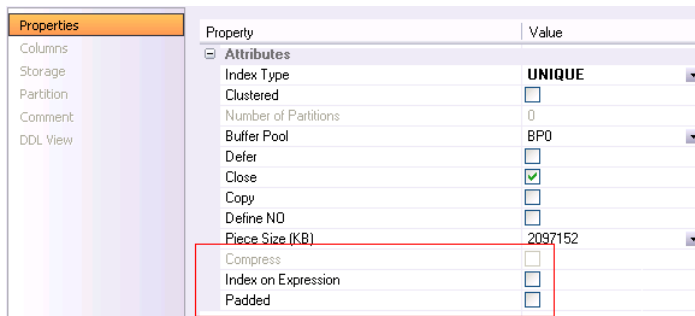 Properties
Columns
Storage
Partition
Comment
DDL View
Property Value
Attributes
Index Type UNIQUE
Clustered
Number of Partitions 0
Buffer Pool BP0
Defer
Close
Copy
Define NO
Piece Size (KB) 2097152
Compress
Index on Expression
Padded